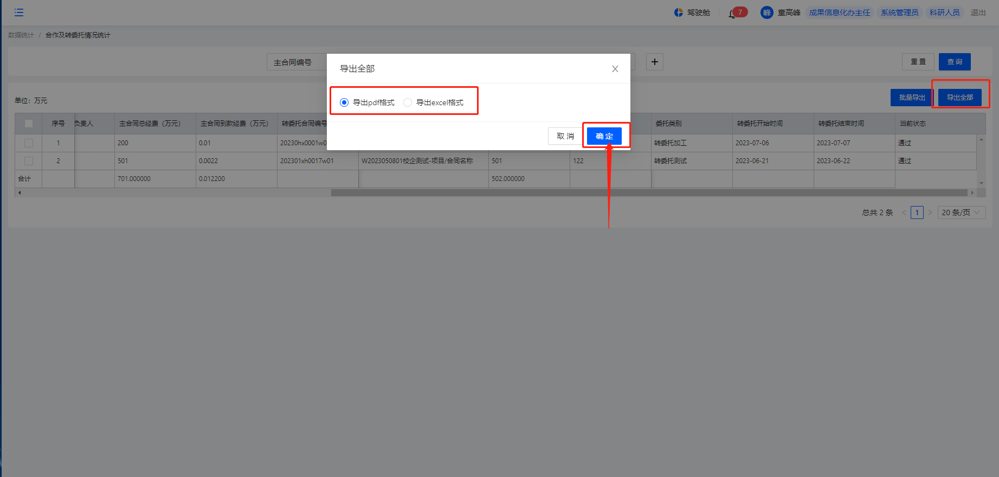 驾驶舱 7 峰 童高峰 成果信息化办主任 系统管理员 科研人员 退出
数据统计 / 合作及转委托情况统计
主合同编号 + 重 置 查 询
导出全部 X
单位：万元 批量导出 导出全部
导出pdf格式 导出excel格式
序号 负责人 主合同总经费（万元） 主合同到款经费（万元） 转委托合同编号 委托类别 转委托开始时间 转委托结束时间 当前状态
取 消 确 定
1 200 0.01 20230hx0001w0 转委托加工 2023-07-06 2023-07-07 通过
2 501 0.0022 202301xh0017w01 W2023050801校企测试-项目/合同名称 501 122 转委托测试 2023-06-21 2023-06-22 通过
合计 701.000000 0.012200 502.000000
总共 2 条 < 1 > 20 条/页